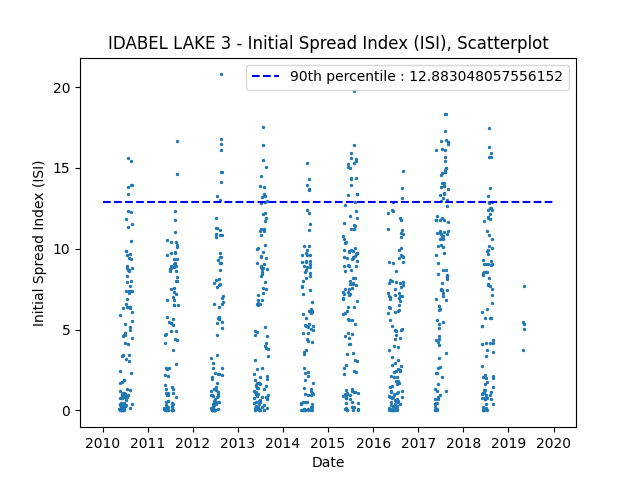 IDABEL LAKE 3 - Initial Spread Index (ISI), Scatterplot
90th percentile : 12.883048057556152
Initial Spread Index (ISI)
20
15
10
5
0
2010 2011 2012 2013 2014 2015 2016 2017 2018 2019 2020
Date